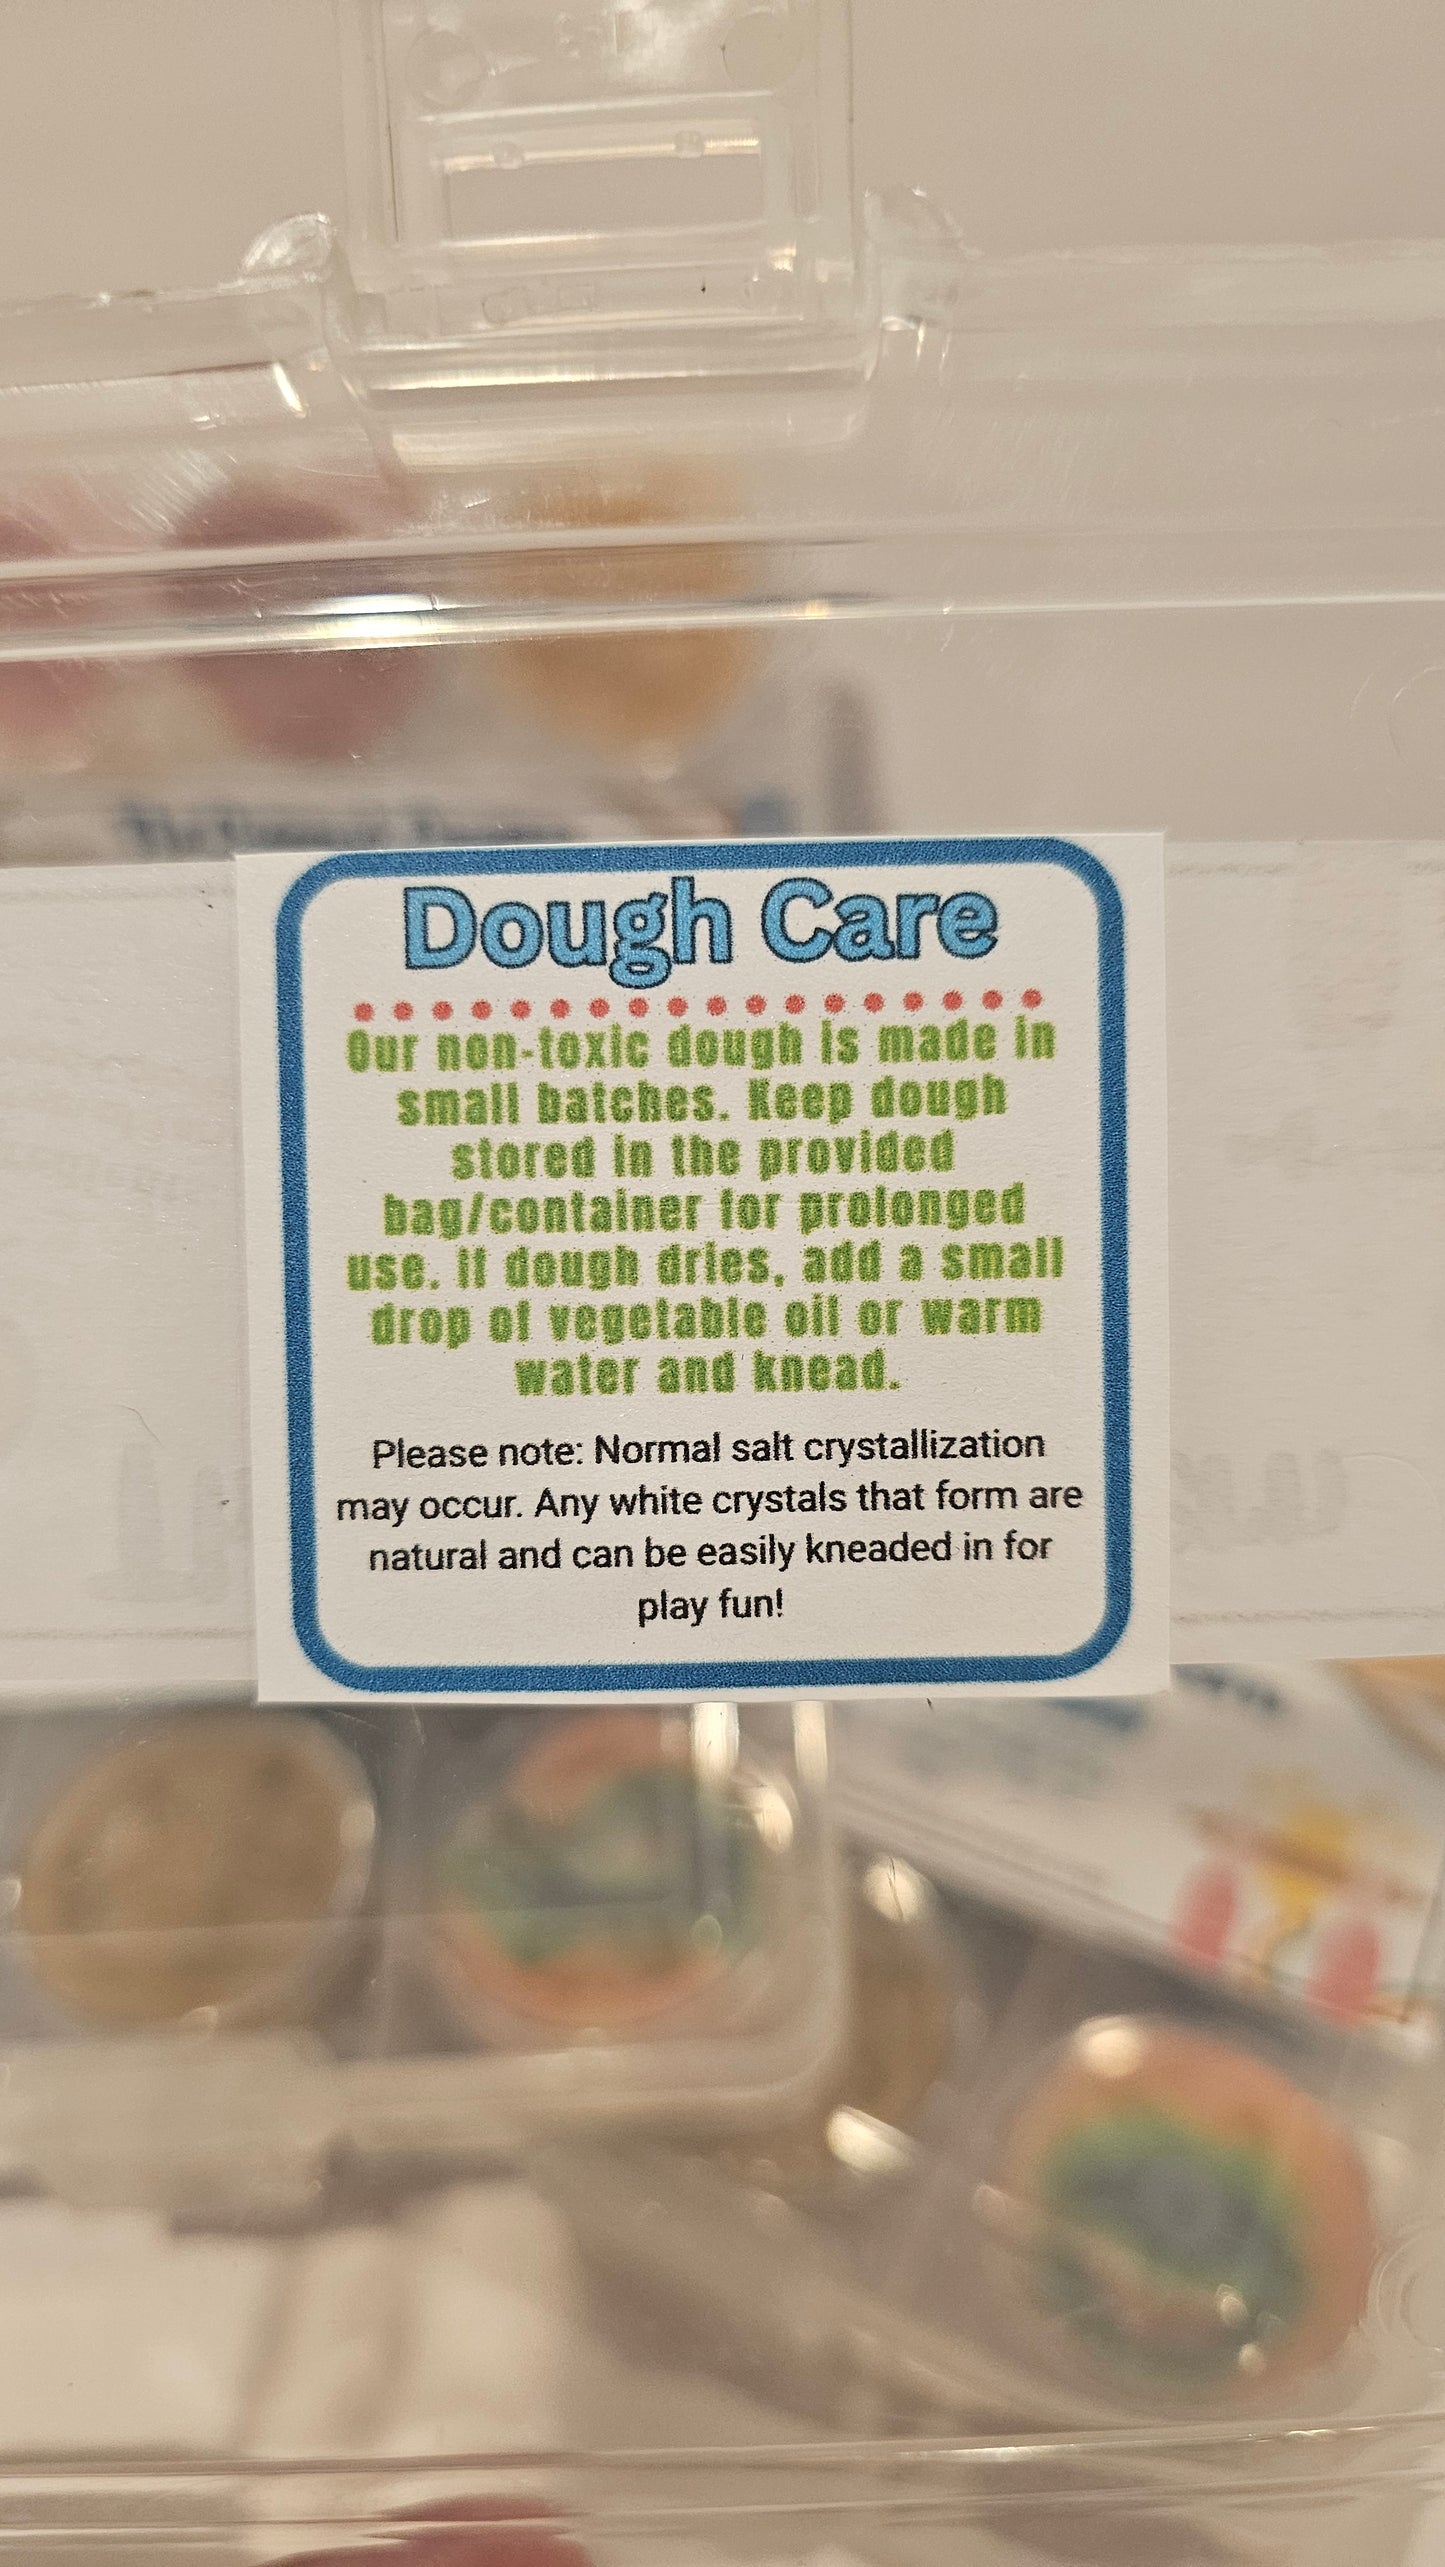 Dough Care
Our non-toxic dough is made in
small batches. Keep dough
stored in the provided
bag/container for prolonged
use. If dough dries, add a small
drop of vegetable oil or warm
water and knead.
Please note: Normal salt crystallization
may occur. Any white crystals that form are
natural and can be easily kneaded in for
play fun!